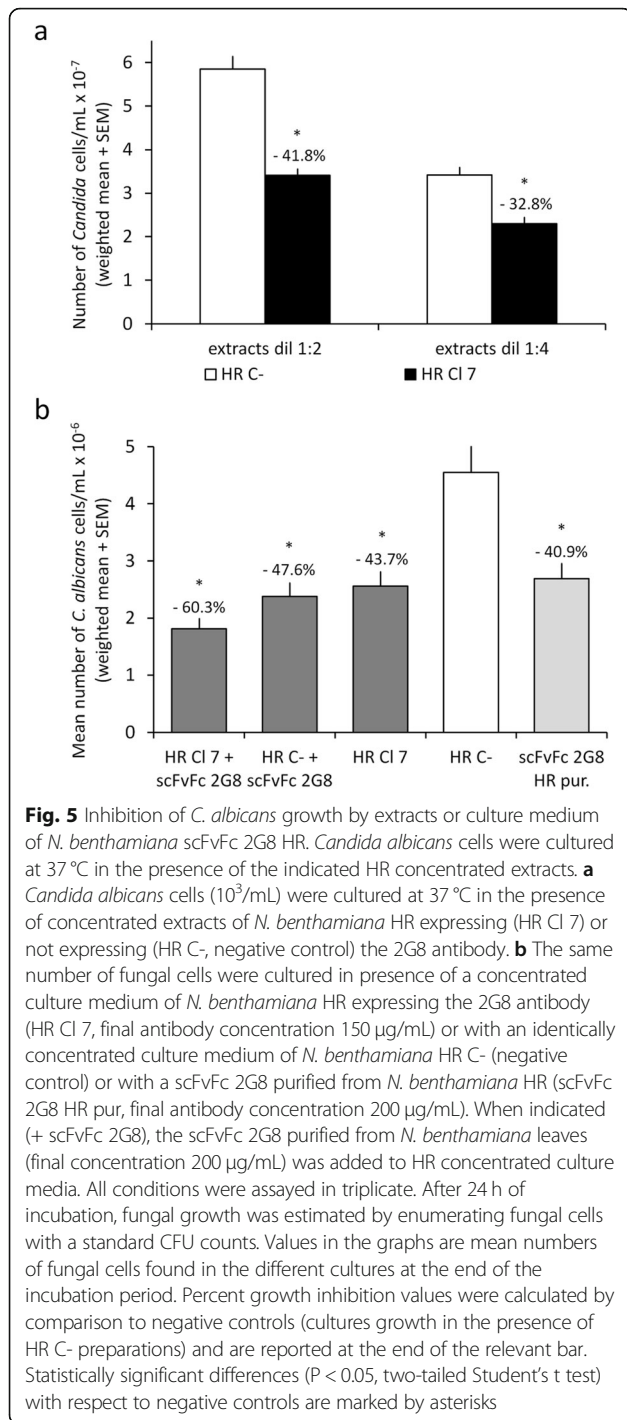 a
Number of Candida cells/mL x 10-7
(weighted mean + SEM)
6
5
4
3
2
1
0
*
- 41.8%
*
- 32.8%
extracts dil 1:2
extracts dil 1:4
HR C-
HR Cl 7
b
Mean number of C. albicans cells/mL x 10-6
(weighted mean + SEM)
5
4
3
2
1
0
*
- 60.3%
*
- 47.6%
*
- 43.7%
*
- 40.9%
HR Cl 7 +
scFvFc 2G8
HR C- +
scFvFc 2G8
HR Cl 7
HR C-
scFvFc 2G8
HR pur.
Fig. 5 Inhibition of C. albicans growth by extracts or culture medium
of N. benthamiana scFvFc 2G8 HR. Candida albicans cells were cultured
at 37 °C in the presence of the indicated HR concentrated extracts. a
Candida albicans cells (10³/mL) were cultured at 37 °C in the presence
of concentrated extracts of N. benthamiana HR expressing (HR Cl 7) or
not expressing (HR C-, negative control) the 2G8 antibody. b The same
number of fungal cells were cultured in presence of a concentrated
culture medium of N. benthamiana HR expressing the 2G8 antibody
(HR Cl 7, final antibody concentration 150 μg/mL) or with an identically
concentrated culture medium of N. benthamiana HR C- (negative
control) or with a scFvFc 2G8 purified from N. benthamiana HR (scFvFc
2G8 HR pur, final antibody concentration 200 μg/mL). When indicated
(+ scFvFc 2G8), the scFvFc 2G8 purified from N. benthamiana leaves
(final concentration 200 μg/mL) was added to HR concentrated culture
media. All conditions were assayed in triplicate. After 24 h of
incubation, fungal growth was estimated by enumerating fungal cells
with a standard CFU counts. Values in the graphs are mean numbers
of fungal cells found in the different cultures at the end of the
incubation period. Percent growth inhibition values were calculated by
comparison to negative controls (cultures growth in the presence of
HR C- preparations) and are reported at the end of the relevant bar.
Statistically significant differences (P < 0.05, two-tailed Student's t test)
with respect to negative controls are marked by asterisks